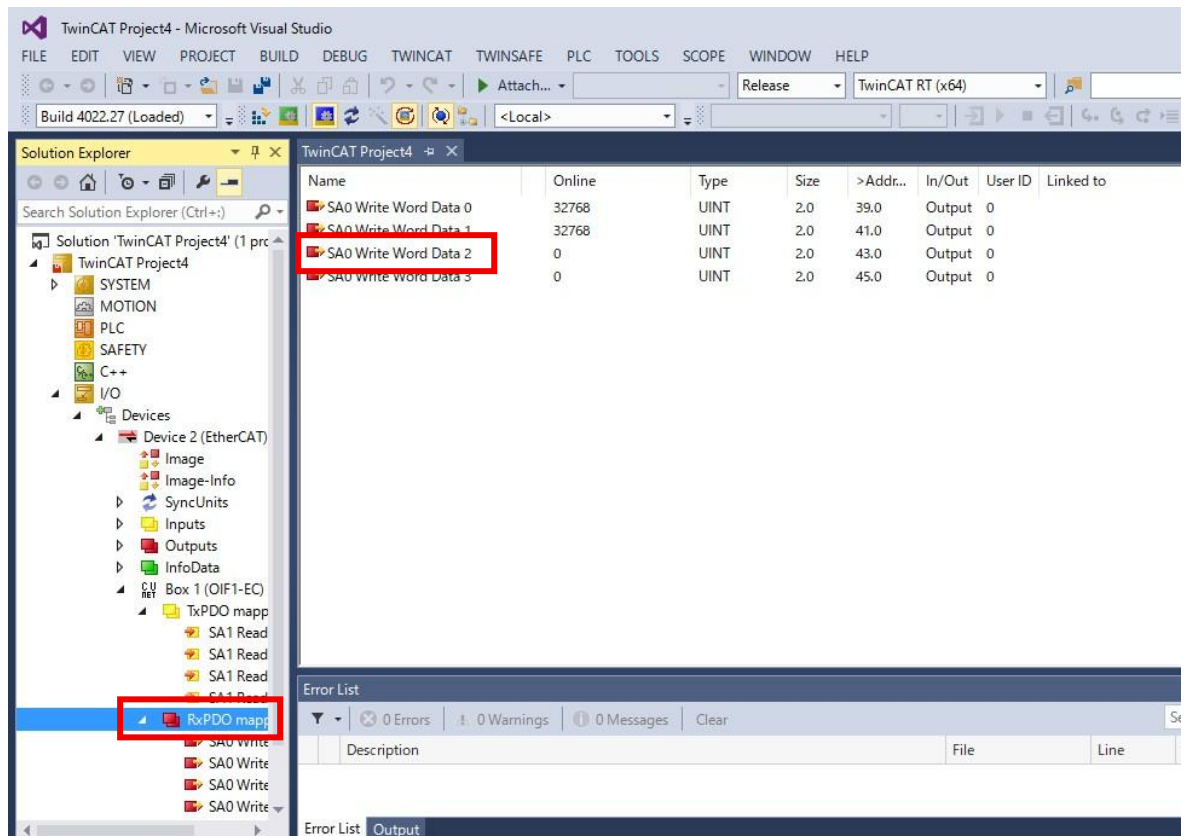 TwinCAT Project4 - Microsoft Visual Studio
FILE EDIT VIEW PROJECT BUILD DEBUG TWINCAT TWINSAFE PLC TOOLS SCOPE WINDOW HELP
Attach... Release TwinCAT RT (x64)
Build 4022.27 (Loaded) <Local>
Solution Explorer
Search Solution Explorer (Ctrl+:)
Solution 'TwinCAT Project4' (1 prc
TwinCAT Project4
SYSTEM
MOTION
PLC
SAFETY
C++
I/O
Devices
Device 2 (EtherCAT)
Image
Image-Info
SyncUnits
Inputs
Outputs
InfoData
CU NET Box 1 (OIF1-EC)
TxPDO mapp
SA1 Read
SA1 Read
SA1 Read
SA1 Read
RxPDO mapp
SA0 Write
SA0 Write
SA0 Write
SA0 Write
TwinCAT Project4
Name Online Type Size >Addr... In/Out User ID Linked to
SA0 Write Word Data 0 32768 UINT 2.0 39.0 Output 0
SA0 Write Word Data 1 32768 UINT 2.0 41.0 Output 0
SA0 Write Word Data 2 0 UINT 2.0 43.0 Output 0
SA0 Write Word Data 3 0 UINT 2.0 45.0 Output 0
Error List
0 Errors 0 Warnings 0 Messages Clear Se
Description File Line
Error List Output